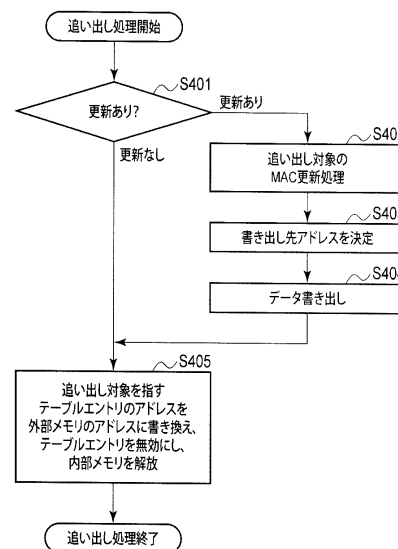 追い出し処理開始
S401
更新あり?
更新あり
更新なし
S40
追い出し対象の
MAC更新処理
S40
書き出し先アドレスを決定
S40
データ書き出し
S405
追い出し対象を指す
テーブルエントリのアドレスを
外部メモリのアドレスに書き換え、
テーブルエントリを無効にし、
内部メモリを解放
追い出し処理終了